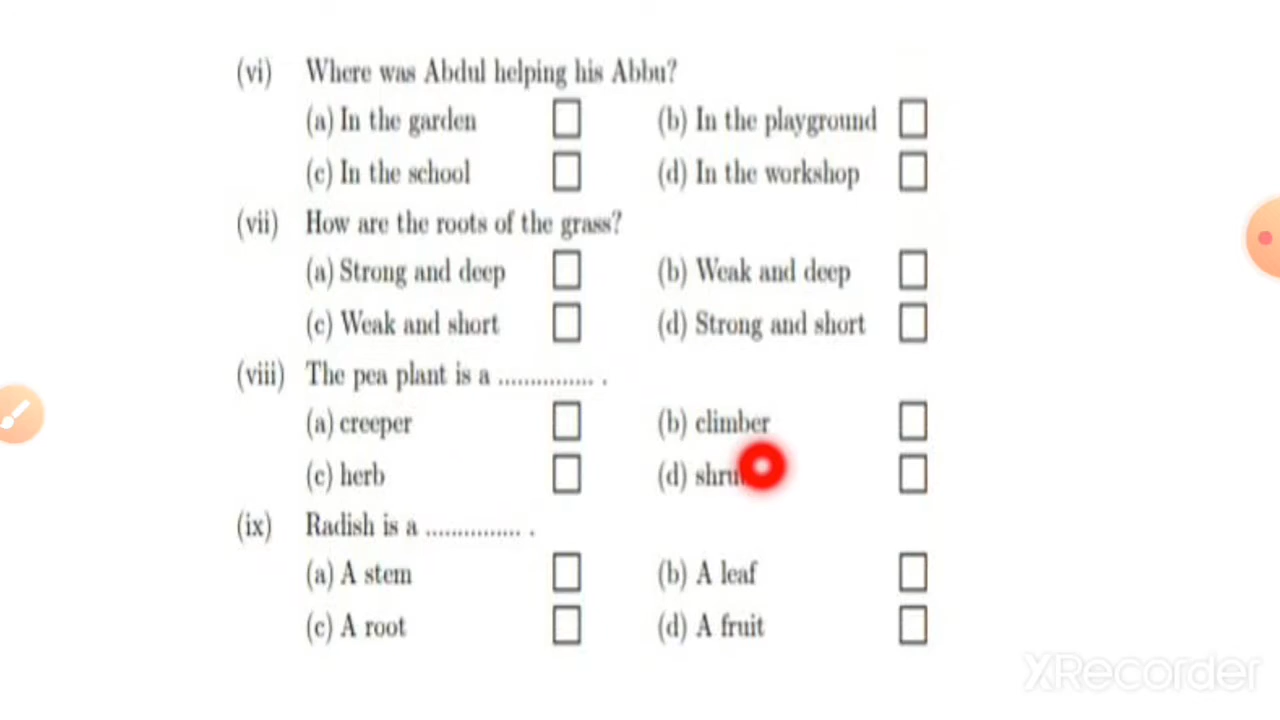 (vi) Where was Abdul helping his Abbu?
(a) In the garden (b) In the playground
(c) In the school (d) In the workshop
(vii) How are the roots of the grass?
(a) Strong and deep (b) Weak and deep
(c) Weak and short (d) Strong and short
(viii) The pea plant is a ............... .
(a) creeper (b) climber
(c) herb (d)
(ix) Radish is a ............... .
(a) A stem (b) A leaf
(c) A root (d) A fruit
XRecorder